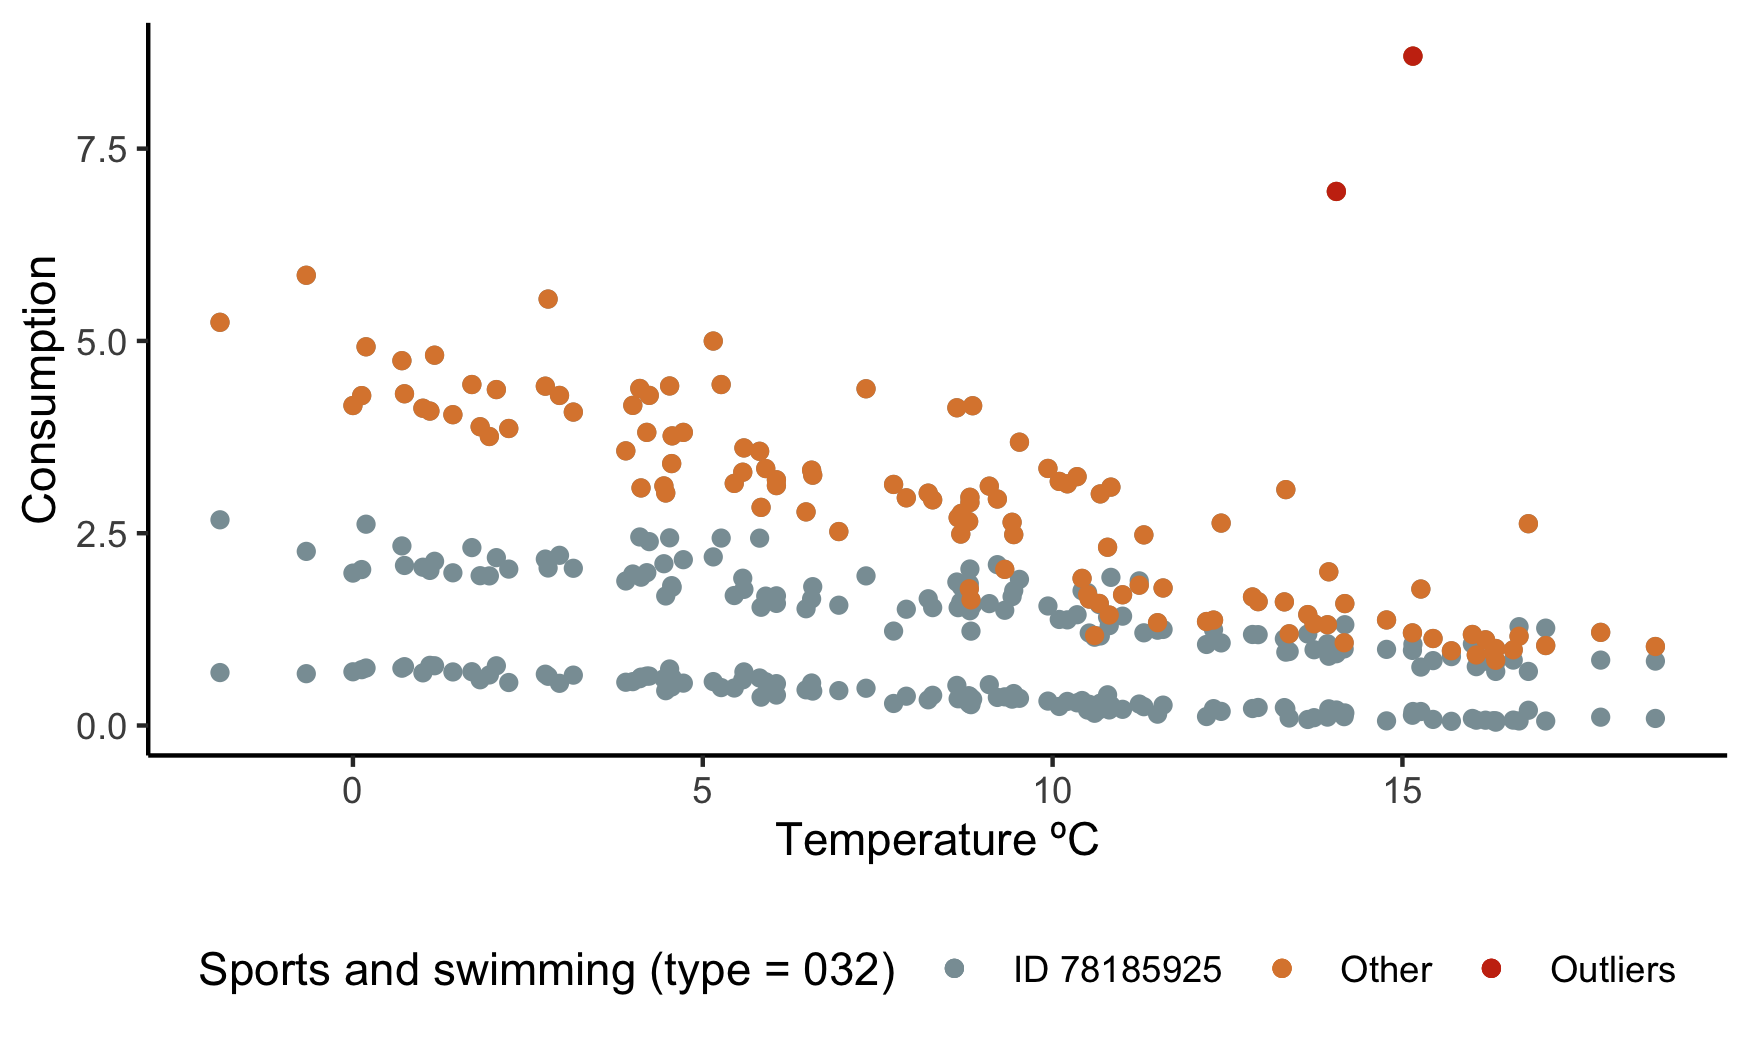 7.5
5.0
2.5
0.0
Consumption
0 5 10 15
Temperature ºC
Sports and swimming (type = 032) ID 78185925 Other Outliers